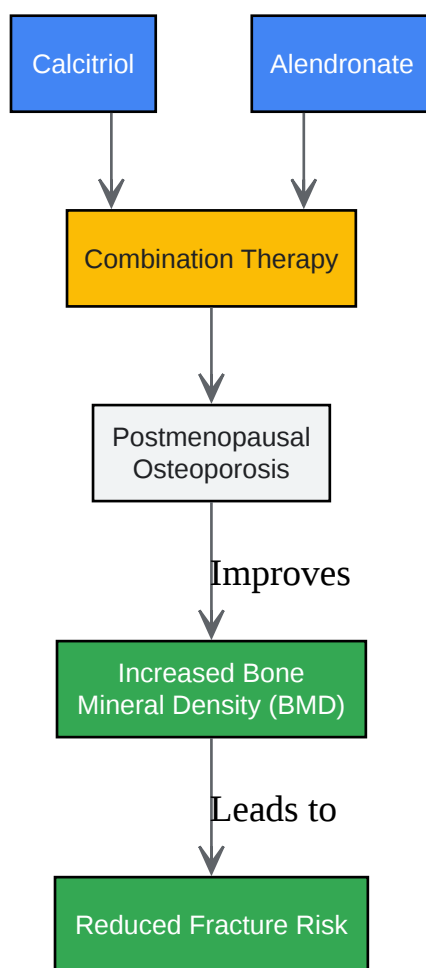 Calcitriol
Alendronate
Combination Therapy
Postmenopausal
Osteoporosis
Improves
Increased Bone
Mineral Density (BMD)
Leads to
Reduced Fracture Risk